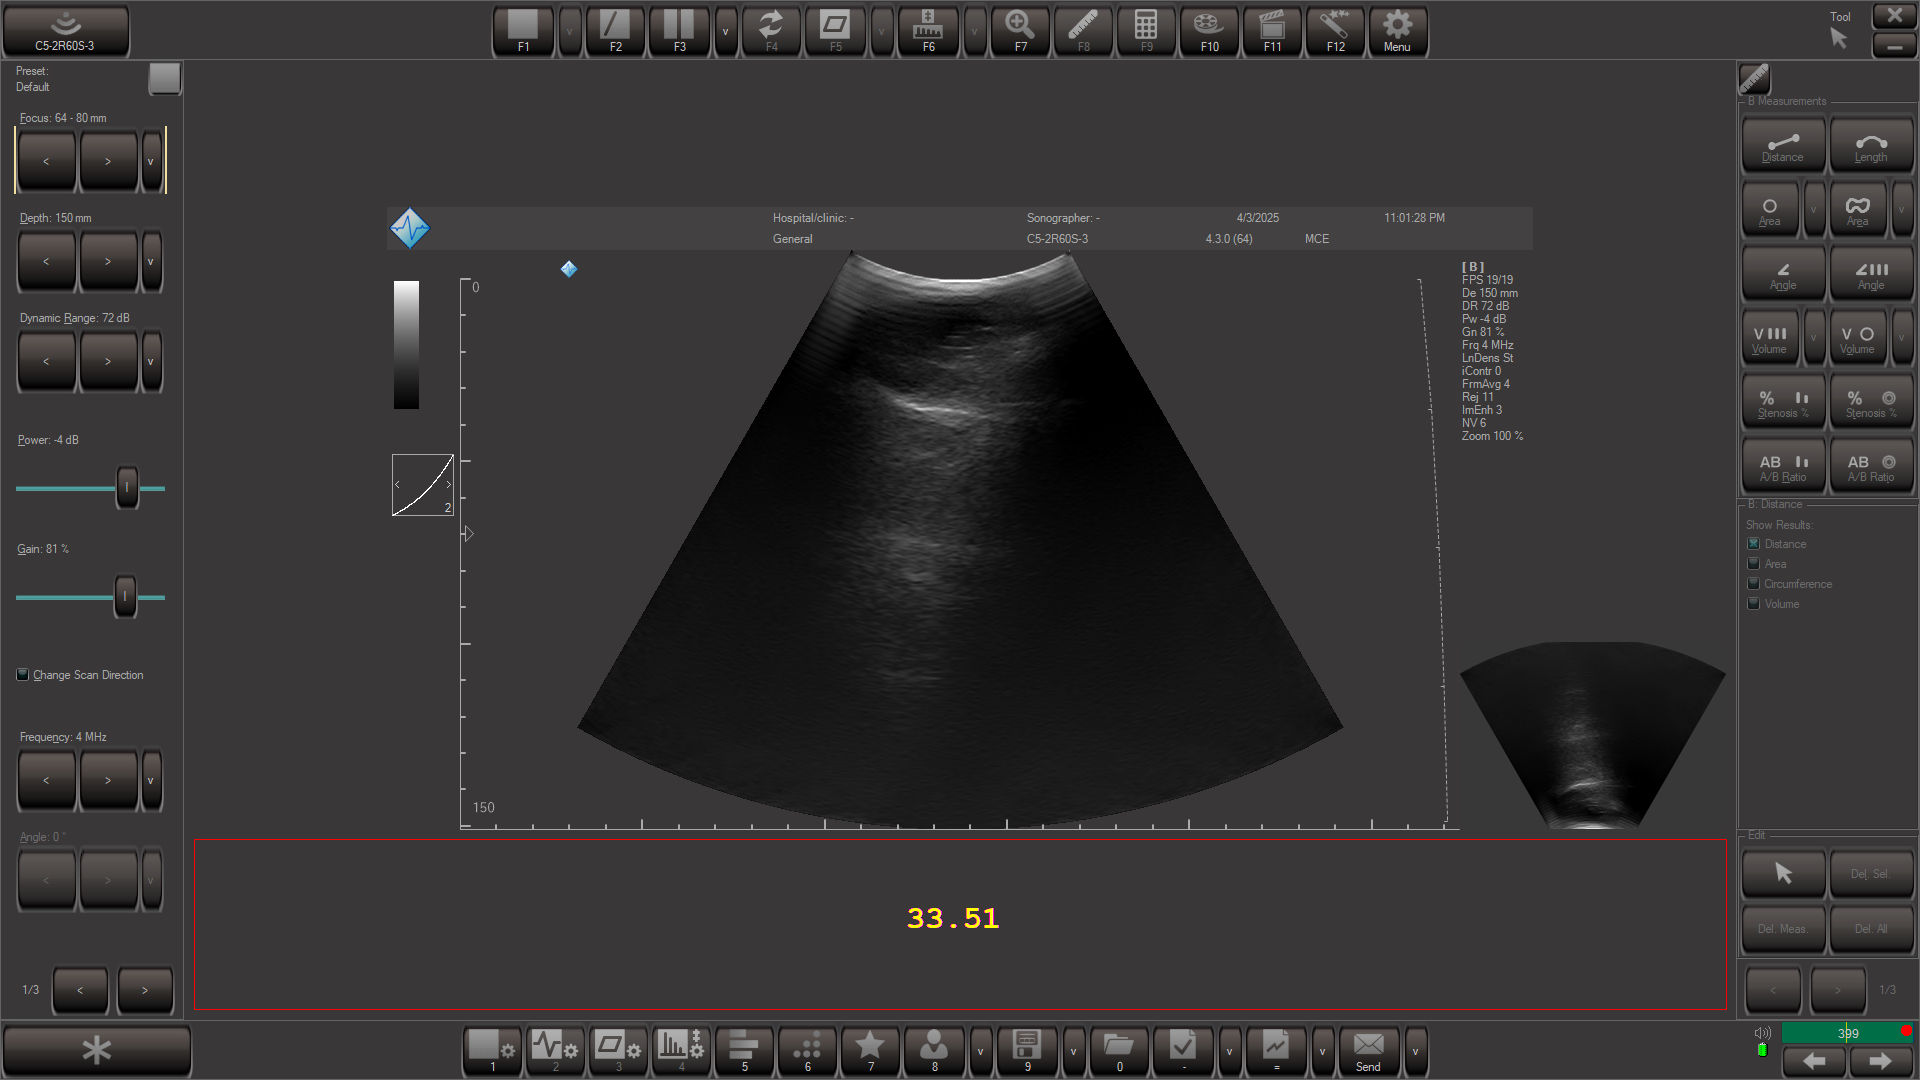 C5-2R60S-3
F1
v
F2
F3
v
F4
F5
v
F6
v
F7
F8
F9
F10
F11
F12
Menu
Tool
Preset:
Default
Focus: 64 - 80 mm
< > v
Depth: 150 mm
< > v
Dynamic Range: 72 dB
< > v
Power: -4 dB
Gain: 81 %
Change Scan Direction
Frequency: 4 MHz
< > v
Angle: 0 °
< > v
1/3 < >
Hospital/clinic: - Sonographer: - 4/3/2025 11:01:28 PM
General C5-2R60S-3 4.3.0 (64) MCE
0
150
< >
2
[ B ]
FPS 19/19
De 150 mm
DR 72 dB
Pw -4 dB
Gn 81 %
Frq 4 MHz
LnDens St
iContr 0
FrmAvg 4
Rej 11
ImEnh 3
NV 6
Zoom 100 %
33.51
B Measurements
Distance Length
Area v Area v
Angle Angle
V Volume v V Volume v
% Stenosis % % Stenosis %
AB A/B Ratio AB A/B Ratio
B: Distance
Show Results:
Distance
Area
Circumference
Volume
Edit
Del. Sel.
Del. Meas. Del. All
< > 1/3
1
2
3
4
5
6
7
8
v
9
v
0
-
v
=
v
Send
v
399